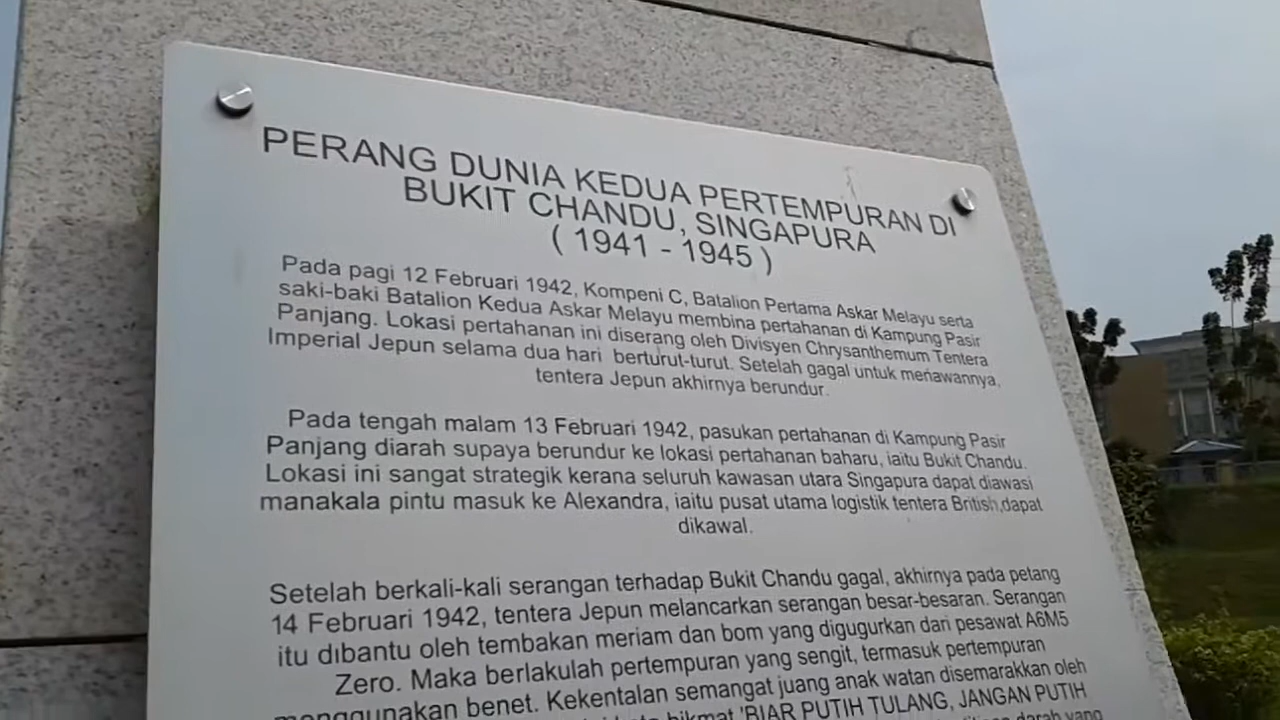 PERANG DUNIA KEDUA PERTEMPURAN DI
BUKIT CHANDU, SINGAPURA
( 1941 - 1945 )
Pada pagi 12 Februari 1942, Kompeni C, Batalion Pertama Askar Melayu serta
saki-baki Batalion Kedua Askar Melayu membina pertahanan di Kampung Pasir
Panjang. Lokasi pertahanan ini diserang oleh Divisyen Chrysanthemum Tentera
Imperial Jepun selama dua hari berturut-turut. Setelah gagal untuk menawannya,
tentera Jepun akhirnya berundur.
Pada tengah malam 13 Februari 1942, pasukan pertahanan di Kampung Pasir
Panjang diarah supaya berundur ke lokasi pertahanan baharu, iaitu Bukit Chandu.
Lokasi ini sangat strategik kerana seluruh kawasan utara Singapura dapat diawasi
manakala pintu masuk ke Alexandra, iaitu pusat utama logistik tentera British,dapat
dikawal.
Setelah berkali-kali serangan terhadap Bukit Chandu gagal, akhirnya pada petang
14 Februari 1942, tentera Jepun melancarkan serangan besar-besaran. Serangan
itu dibantu oleh tembakan meriam dan bom yang digugurkan dari pesawat A6M5
Zero. Maka berlakulah pertempuran yang sengit, termasuk pertempuran
menggunakan benet. Kekentalan semangat juang anak watan disemarakkan oleh
hikmat 'BIAR PUTIH TULANG, JANGAN PUTIH
darah yang